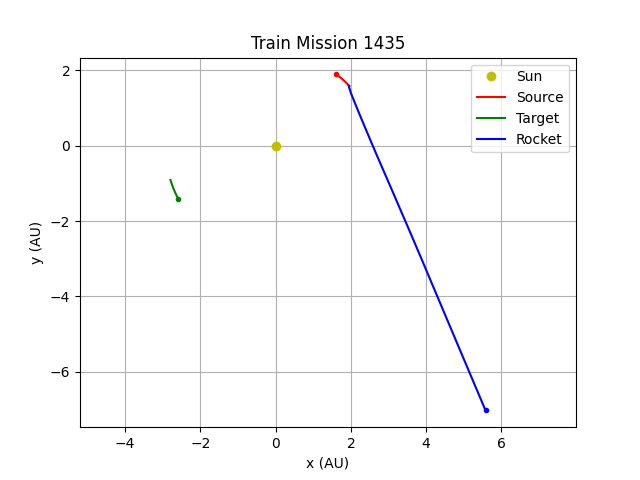 Train Mission 1435
Sun
Source
Target
Rocket
2
0
−2
−4
−6
y (AU)
−4
−2
0
2
4
6
x (AU)